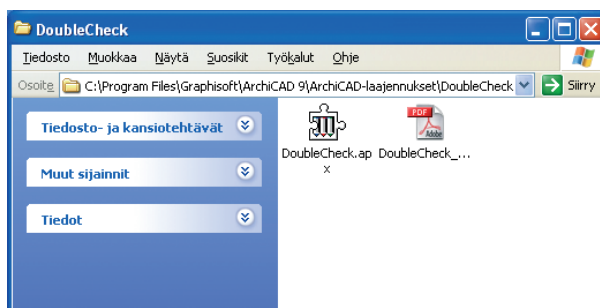 DoubleCheck
Tiedosto Muokkaa Näytä Suosikit Työkalut Ohje
Osoite C:\Program Files\Graphisoft\ArchiCAD 9\ArchiCAD-laajennukset\DoubleCheck Siirry
Tiedosto- ja kansiotehtävät
Muut sijainnit
Tiedot
PDF
Adobe
DoubleCheck.ap DoubleCheck_...
x